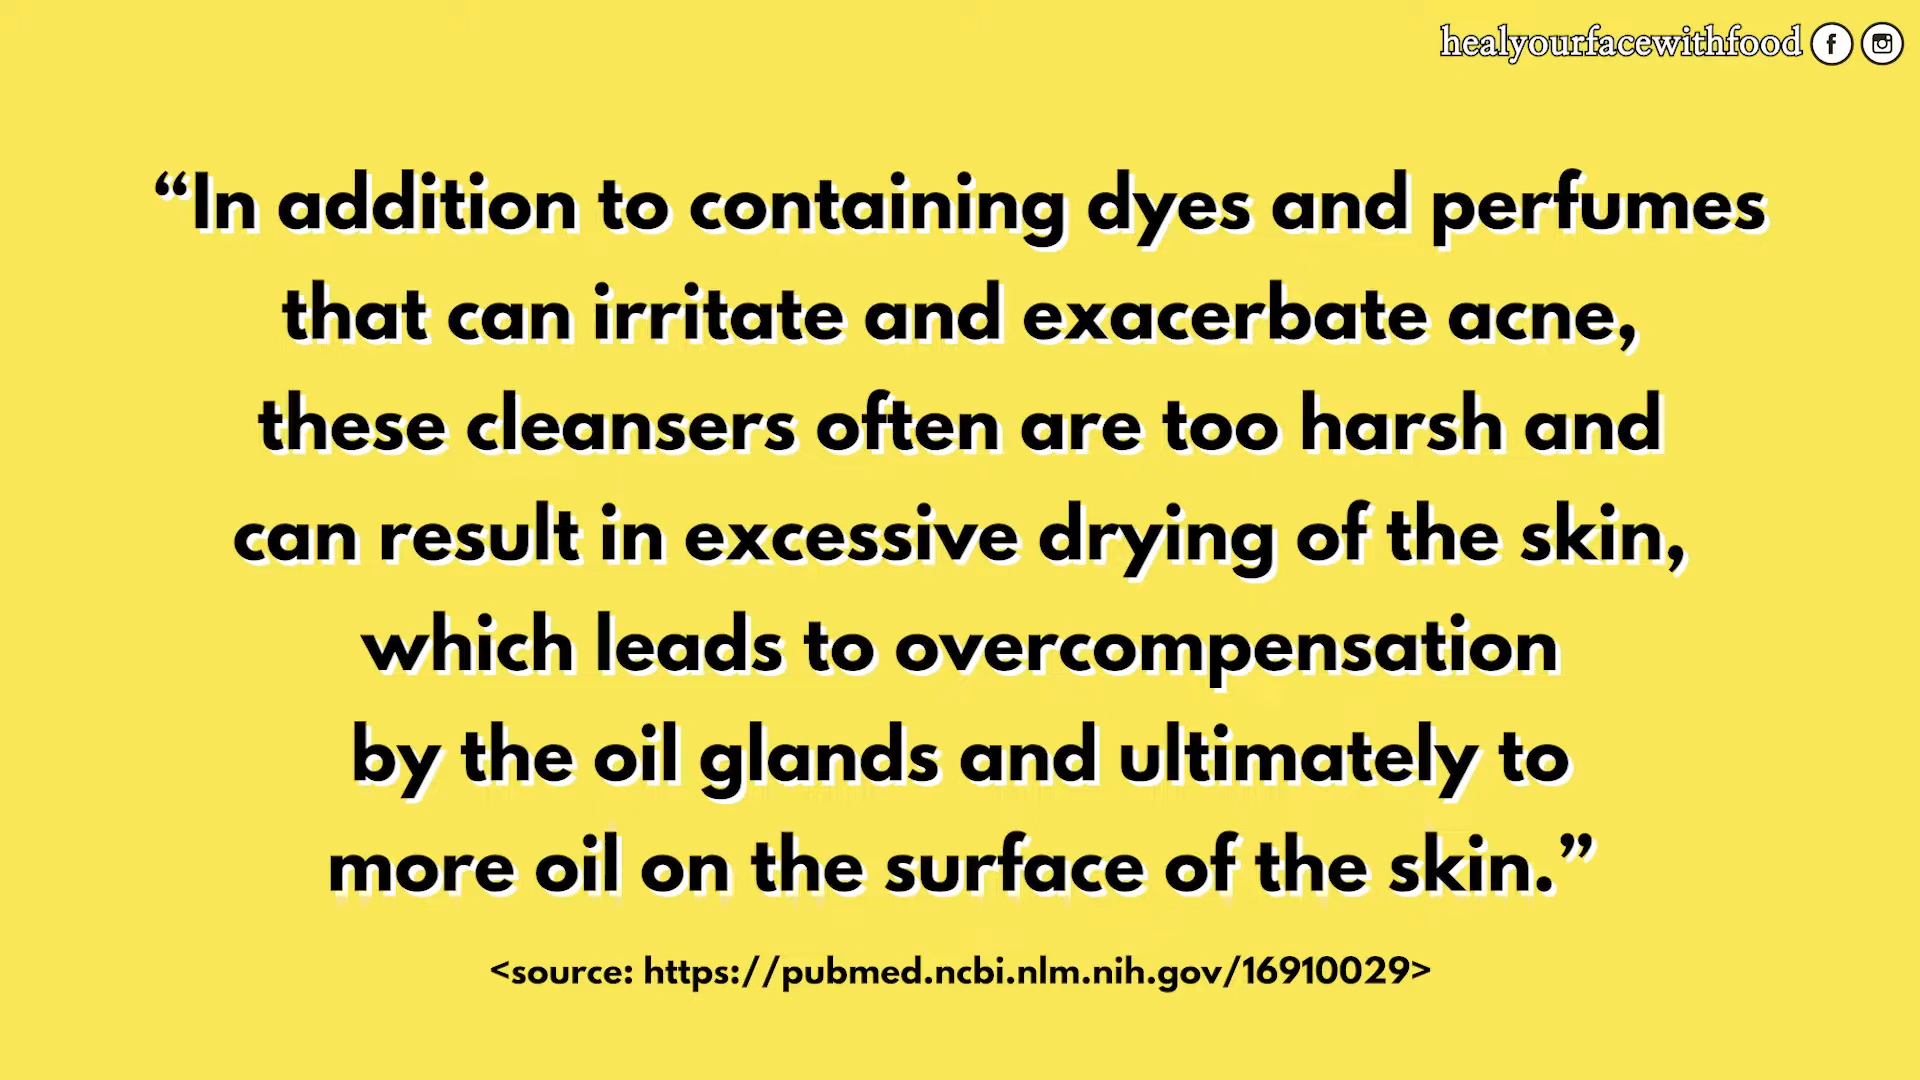 healyourfacewithfood
“In addition to containing dyes and perfumes
that can irritate and exacerbate acne,
these cleansers often are too harsh and
can result in excessive drying of the skin,
which leads to overcompensation
by the oil glands and ultimately to
more oil on the surface of the skin.”
<source: https://pubmed.ncbi.nlm.nih.gov/16910029>